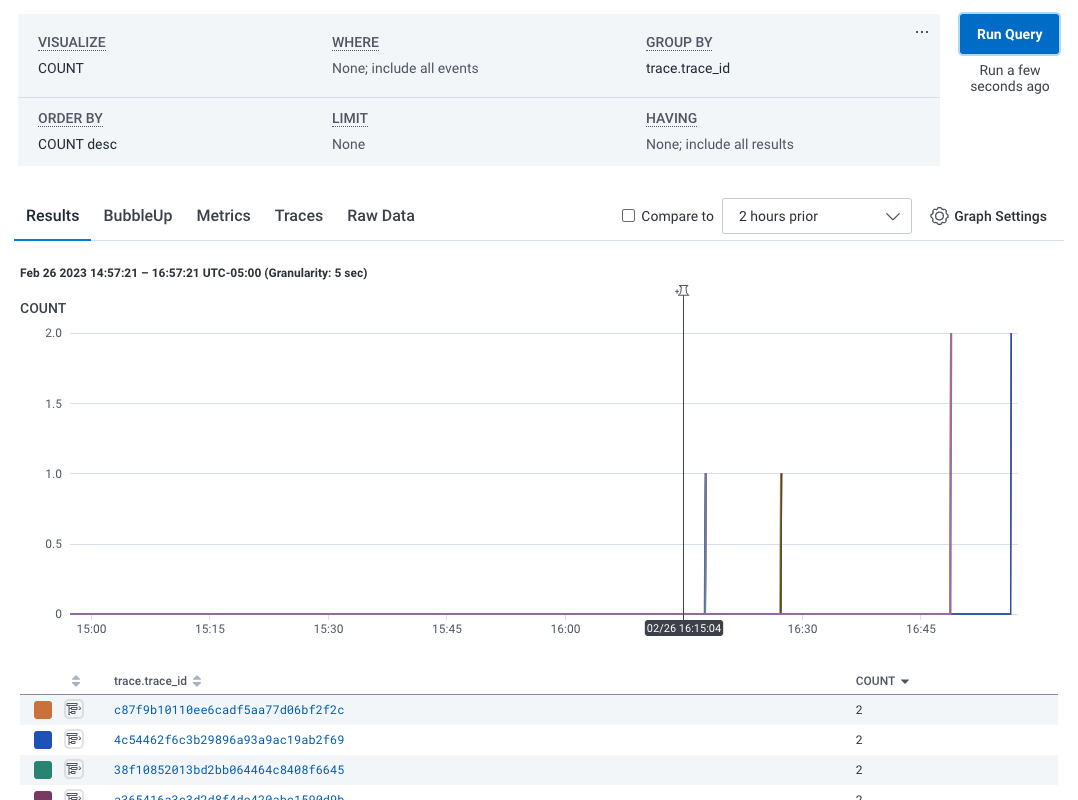 VISUALIZE WHERE GROUP BY ...
COUNT None; include all events trace.trace_id
Run Query
Run a few
seconds ago
ORDER BY LIMIT HAVING
COUNT desc None None; include all results
Results BubbleUp Metrics Traces Raw Data Compare to 2 hours prior Graph Settings
Feb 26 2023 14:57:21 – 16:57:21 UTC-05:00 (Granularity: 5 sec)
COUNT
2.0
1.5
1.0
0.5
0
15:00 15:15 15:30 15:45 16:00 02/26 16:15:04 16:30 16:45
trace.trace_id COUNT
c87f9b10110ee6cadf5aa77d06bf2f2c 2
4c54462f6c3b29896a93a9ac19ab2f69 2
38f10852013bd2bb064464c8408f6645 2